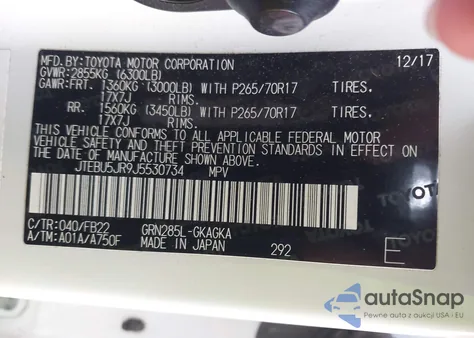 MFD. BY: TOYOTA MOTOR CORPORATION 12/17
GVWR: 2855KG (6300LB)
GAWR: FRT. 1360KG (3000LB) WITH P265/70R17 TIRES.
17X7J RIMS.
RR. 1560KG (3450LB) WITH P265/70R17 TIRES.
17X7J RIMS.
THIS VEHICLE CONFORMS TO ALL APPLICABLE FEDERAL MOTOR
VEHICLE SAFETY AND THEFT PREVENTION STANDARDS IN EFFECT
ON THE DATE OF MANUFACTURE SHOWN ABOVE.
JTEBU5JR9J5530734 MPV
C/TR: 040/FB22 GRN285L-GKAGKA
A/TM: A01A/A750F MADE IN JAPAN 292 E
TOYOTA
autoSnap
Pewne auta z aukcji USA i EU